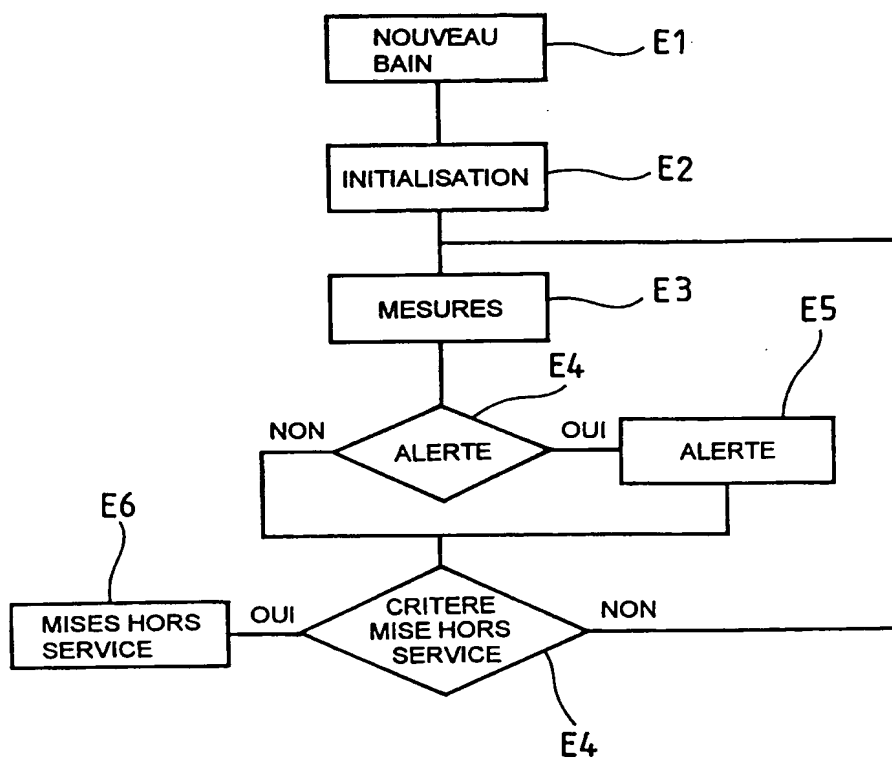 NOUVEAU
BAIN
E1
INITIALISATION
E2
MESURES
E3
E4
E5
NON
ALERTE
OUI
ALERTE
E6
MISES HORS
SERVICE
OUI
CRITERE
MISE HORS
SERVICE
NON
E4